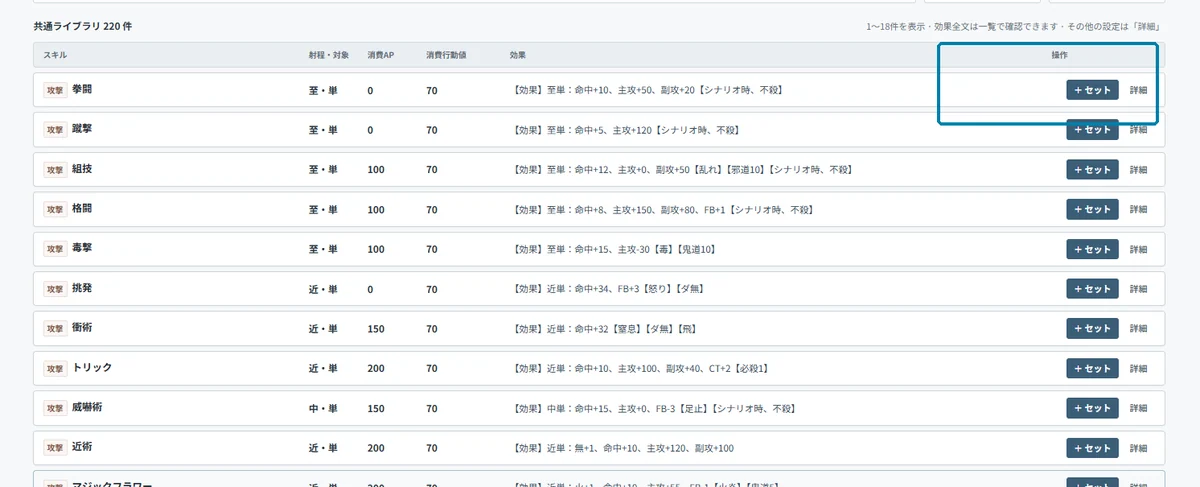 共通ライブラリ 220 件
1～18件を表示・効果全文は一覧で確認できます・その他の設定は「詳細」
スキル 射程・対象 消費AP 消費行動値 効果 操作
攻撃 拳闘 至・単 0 70 【効果】至単：命中+10、主攻+50、副攻+20【シナリオ時、不殺】 ＋セット 詳細
攻撃 蹴撃 至・単 0 70 【効果】至単：命中+5、主攻+120【シナリオ時、不殺】 ＋セット 詳細
攻撃 組技 至・単 100 70 【効果】至単：命中+12、主攻+0、副攻+50【乱れ】【邪道10】【シナリオ時、不殺】 ＋セット 詳細
攻撃 格闘 至・単 100 70 【効果】至単：命中+8、主攻+150、副攻+80、FB+1【シナリオ時、不殺】 ＋セット 詳細
攻撃 毒撃 至・単 100 70 【効果】至単：命中+15、主攻-30【毒】【鬼道10】 ＋セット 詳細
攻撃 挑発 近・単 0 70 【効果】近単：命中+34、FB+3【怒り】【ダ無】 ＋セット 詳細
攻撃 衝術 近・単 150 70 【効果】近単：命中+32【窒息】【ダ無】【飛】 ＋セット 詳細
攻撃 トリック 近・単 200 70 【効果】近単：命中+10、主攻+100、副攻+40、CT+2【必殺1】 ＋セット 詳細
攻撃 威嚇術 中・単 150 70 【効果】中単：命中+15、主攻+0、FB-3【足止】【シナリオ時、不殺】 ＋セット 詳細
攻撃 近術 近・単 200 70 【効果】近単：無+1、命中+10、主攻+120、副攻+100 ＋セット 詳細
マジックフラワー